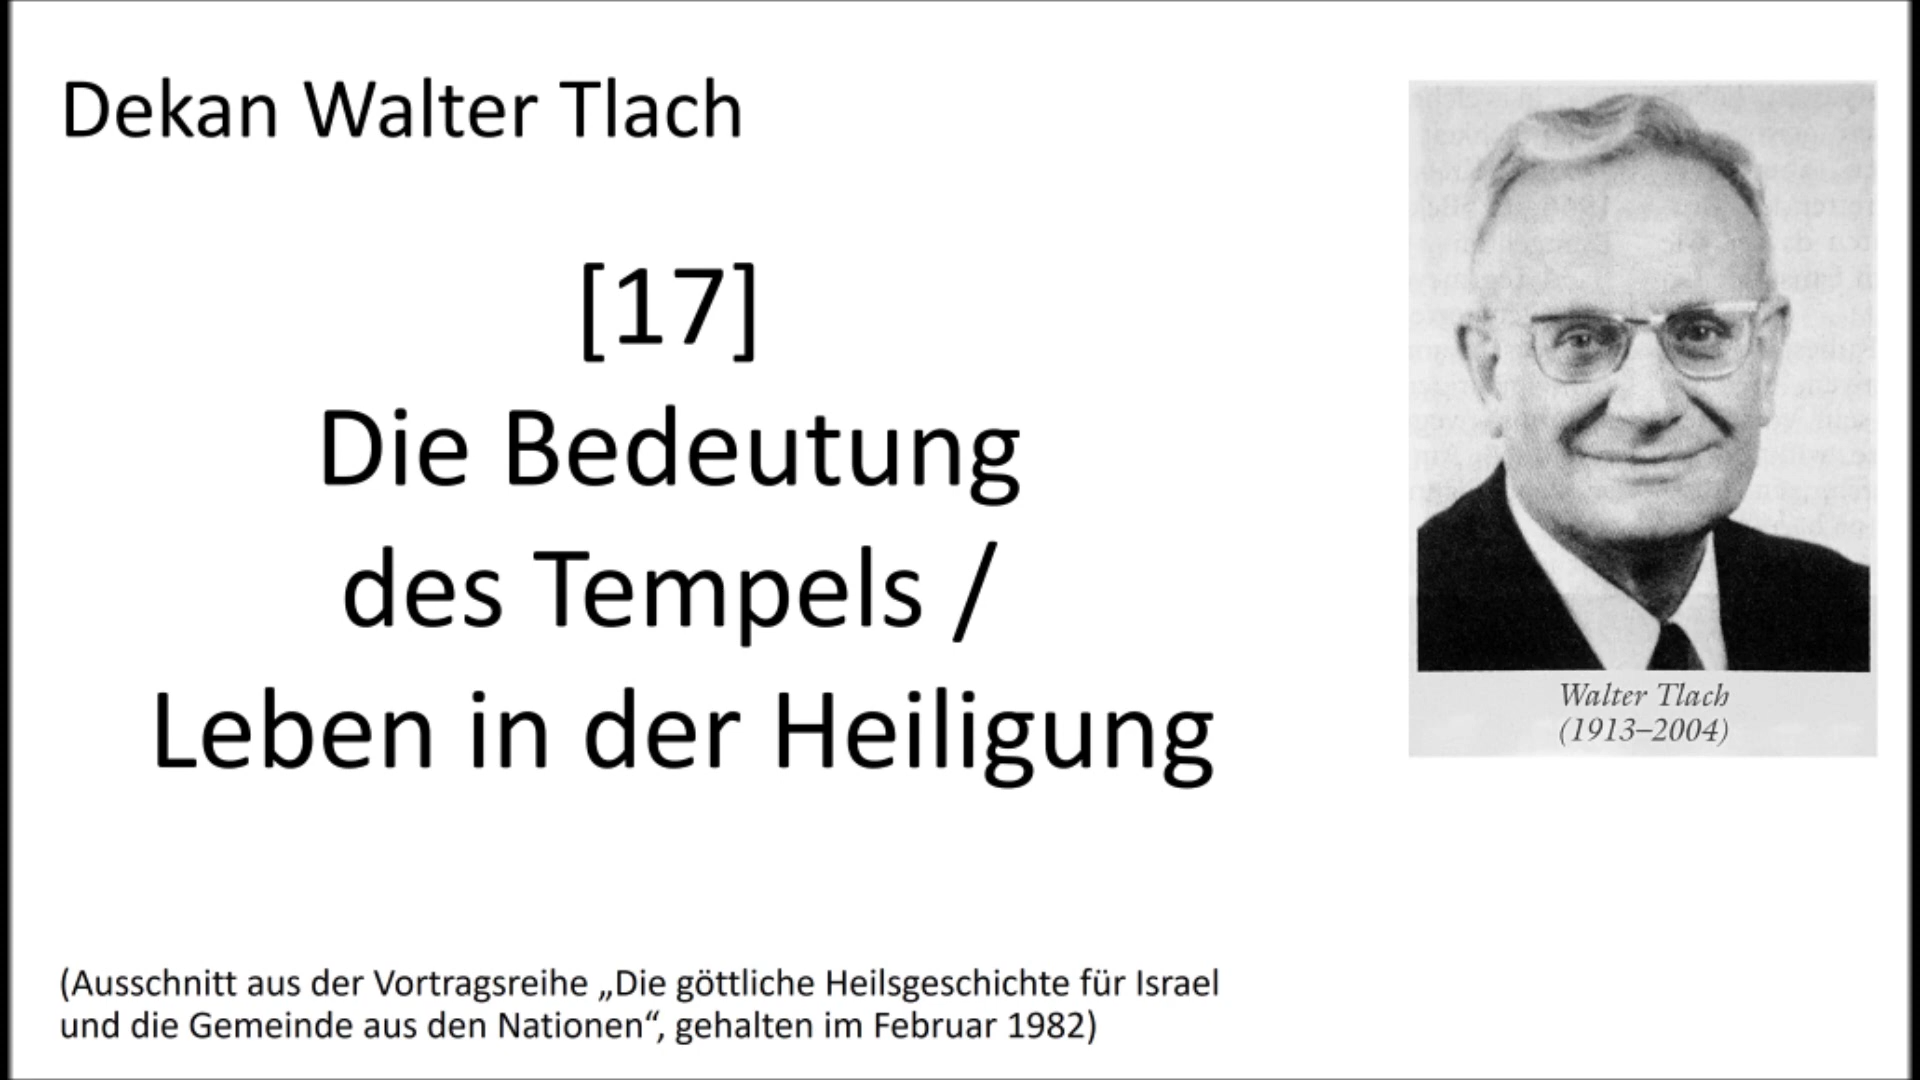 Dekan Walter Tlach
[17]
Die Bedeutung
des Tempels /
Leben in der Heiligung
Walter Tlach
(1913–2004)
(Ausschnitt aus der Vortragsreihe „Die göttliche Heilsgeschichte für Israel
und die Gemeinde aus den Nationen“, gehalten im Februar 1982)